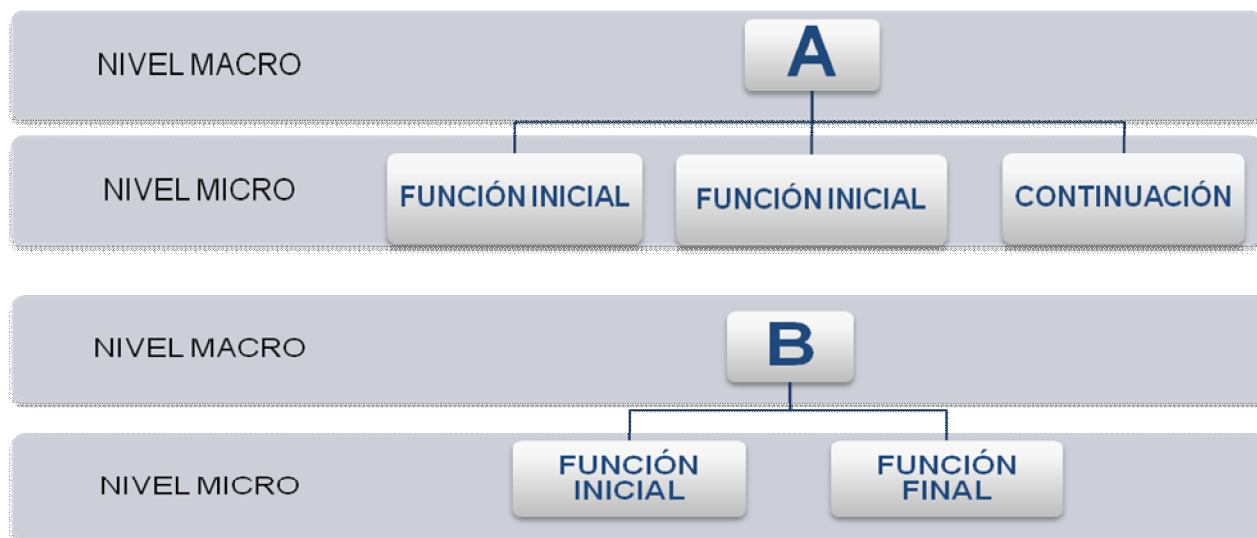 NIVEL MACRO
A
NIVEL MICRO
FUNCIÓN INICIAL
FUNCIÓN INICIAL
CONTINUACIÓN
NIVEL MACRO
B
NIVEL MICRO
FUNCIÓN
INICIAL
FUNCIÓN
FINAL